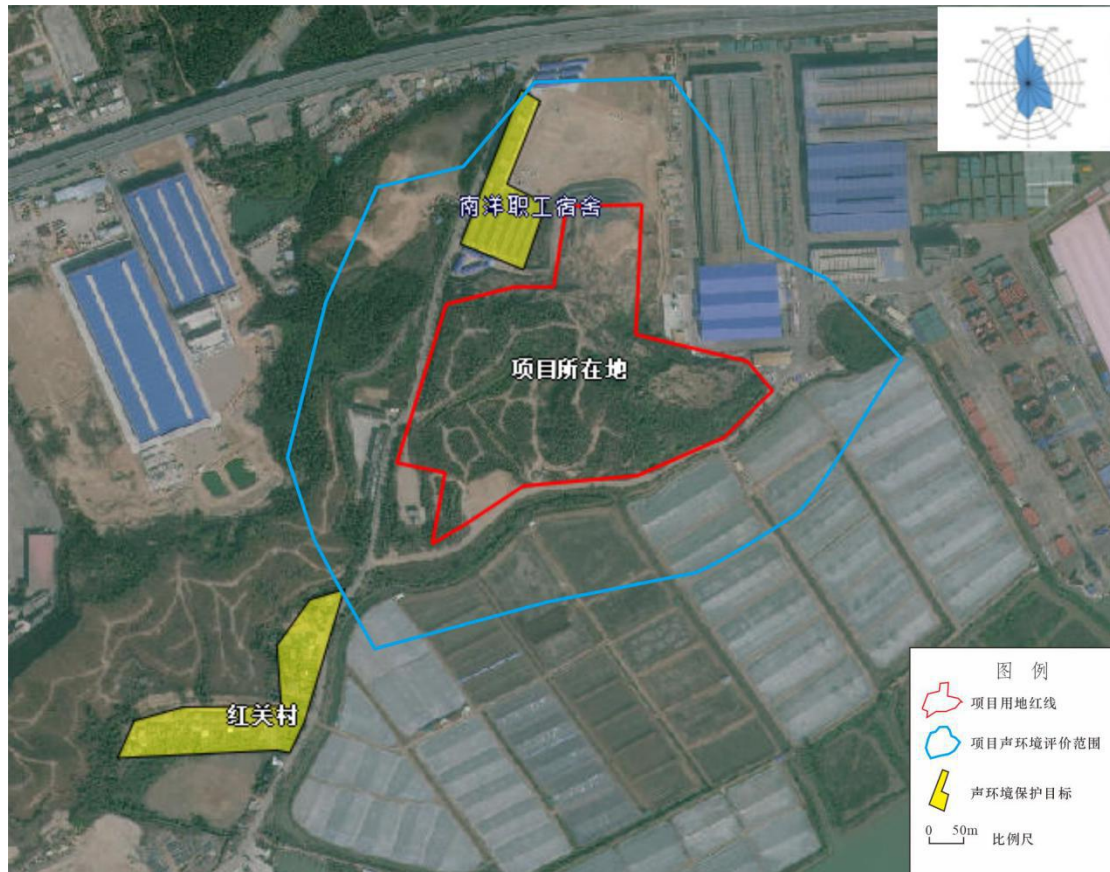 南洋职工宿舍
项目所在地
红关村
图 例
项目用地红线
项目声环境评价范围
声环境保护目标
0 50m 比例尺